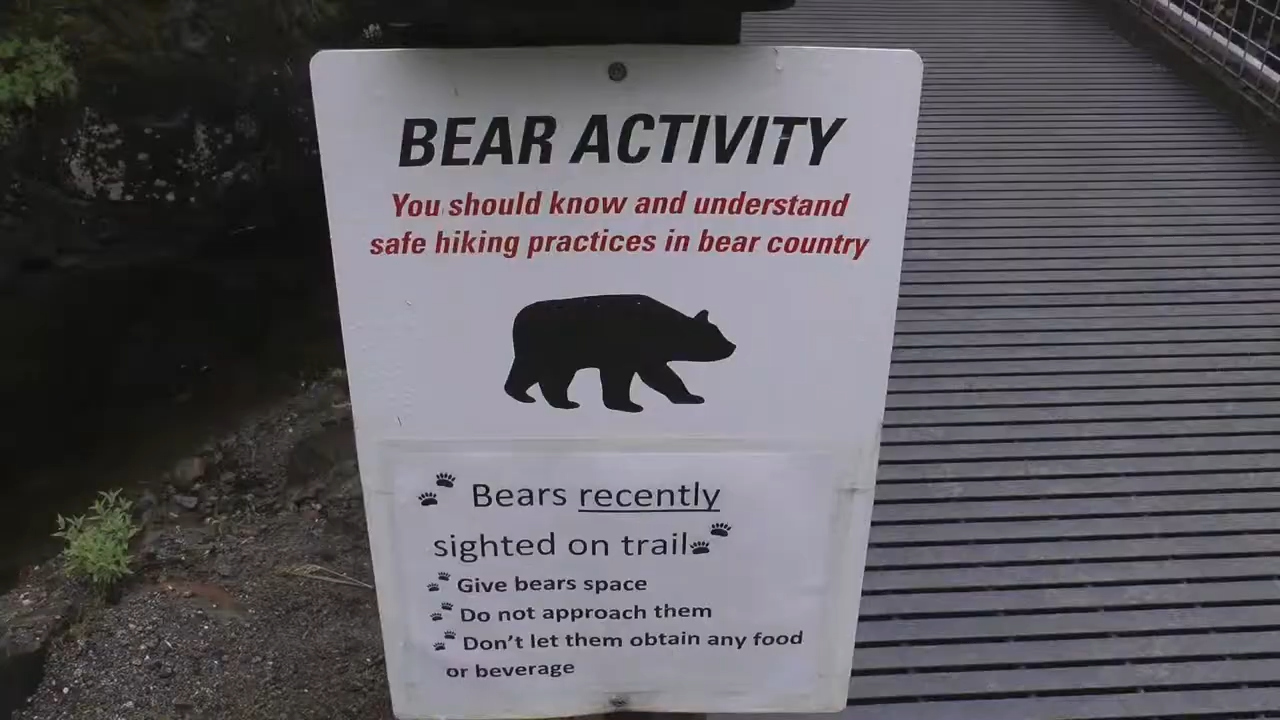 BEAR ACTIVITY
You should know and understand
safe hiking practices in bear country
Bears recently
sighted on trail
Give bears space
Do not approach them
Don't let them obtain any food
or beverage